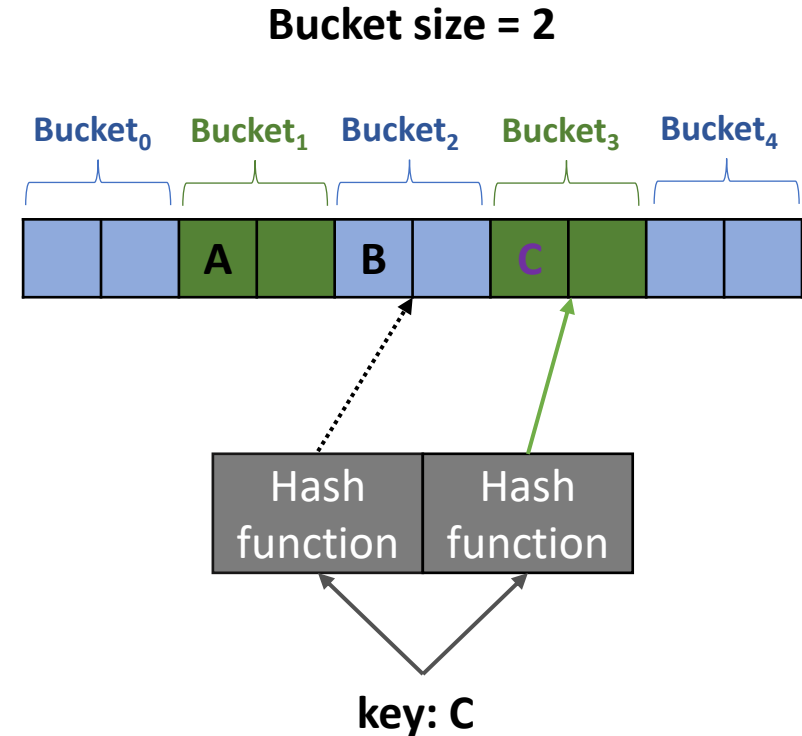 Bucket size = 2
Bucket₀ Bucket₁ Bucket₂ Bucket₃ Bucket₄
A B C
Hash Hash
function function
key: C